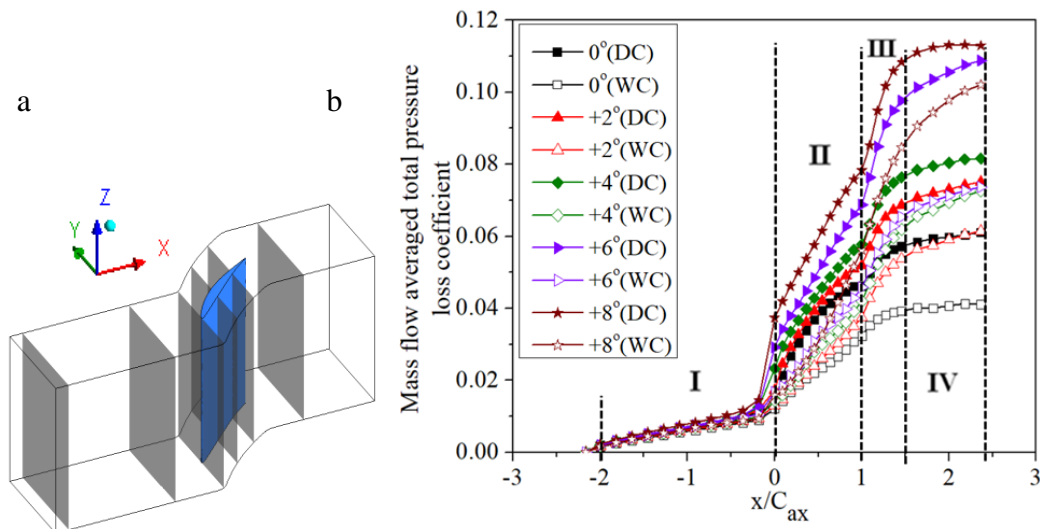 a
b
Z
Y
X
Mass flow averaged total pressure
loss coefficient
0.12
0.10
0.08
0.06
0.04
0.02
0.00
0°(DC)
0°(WC)
+2°(DC)
+2°(WC)
+4°(DC)
+4°(WC)
+6°(DC)
+6°(WC)
+8°(DC)
+8°(WC)
I
II
III
IV
-3 -2 -1 0 1 2 3
x/Cax